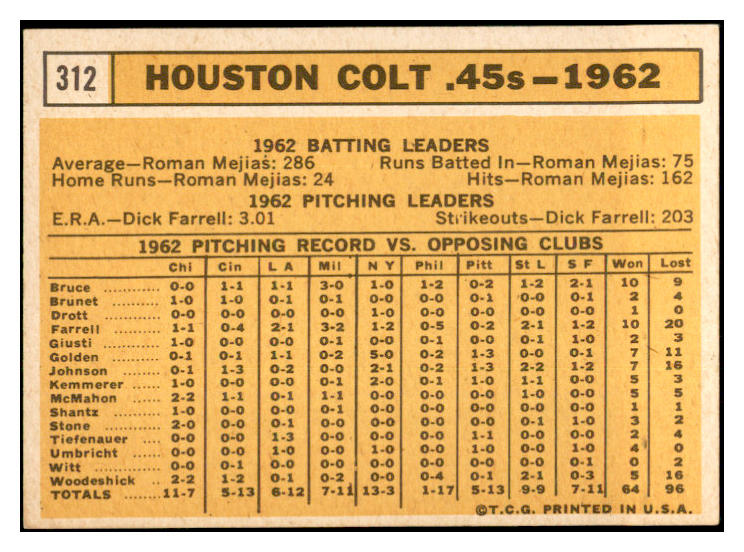 312 HOUSTON COLT .45s—1962
1962 BATTING LEADERS
Average—Roman Mejias: 286 Runs Batted In—Roman Mejias: 75
Home Runs—Roman Mejias: 24 Hits—Roman Mejias: 162
1962 PITCHING LEADERS
E.R.A.—Dick Farrell: 3.01 Strikeouts—Dick Farrell: 203
1962 PITCHING RECORD VS. OPPOSING CLUBS
Chi Cin L A Mil N Y Phil Pitt St L S F Won Lost
Bruce .......... 0-0 1-1 1-1 3-0 1-0 1-2 0-2 1-2 2-1 10 9
Brunet ......... 1-0 1-0 0-1 0-1 0-0 0-0 0-1 0-0 0-1 2 4
Drott .......... 0-0 0-0 0-0 0-0 1-0 0-0 0-0 0-0 0-0 1 0
Farrell ........ 1-1 0-4 2-1 3-2 1-2 0-5 0-2 2-1 1-2 10 20
Giusti ......... 1-0 0-0 0-0 0-1 0-0 0-1 0-0 0-1 1-0 2 3
Golden ......... 0-1 0-1 1-1 0-2 5-0 0-2 1-3 0-0 0-1 7 11
Johnson ........ 0-1 1-3 0-2 0-0 2-1 0-2 1-3 2-2 1-2 7 16
Kemmerer ...... 1-0 0-0 0-0 0-1 2-0 0-1 1-0 1-1 0-0 5 3
McMahon ...... 2-2 1-1 0-1 1-1 0-0 0-0 0-0 1-0 0-0 5 5
Shantz ......... 1-0 0-0 0-0 0-1 0-0 0-0 0-0 0-0 0-0 1 1
Stone .......... 2-0 0-0 0-1 0-0 0-0 0-0 0-0 0-1 1-0 3 2
Tiefenauer .... 0-0 0-0 1-3 0-0 0-0 0-0 1-1 0-0 0-0 2 4
Umbricht ...... 0-0 0-0 1-0 1-0 0-0 0-0 1-0 0-0 1-0 4 0
Witt ............ 0-0 0-1 0-0 0-0 0-0 0-0 0-0 0-0 0-1 0 2
Woodeshick .. 2-2 1-2 0-1 0-2 0-0 0-4 0-1 2-1 0-3 5 16
TOTALS ........ 11-7 5-13 6-12 7-11 13-3 1-17 5-13 9-9 7-11 64 96
©T.C.G. PRINTED IN U.S.A.